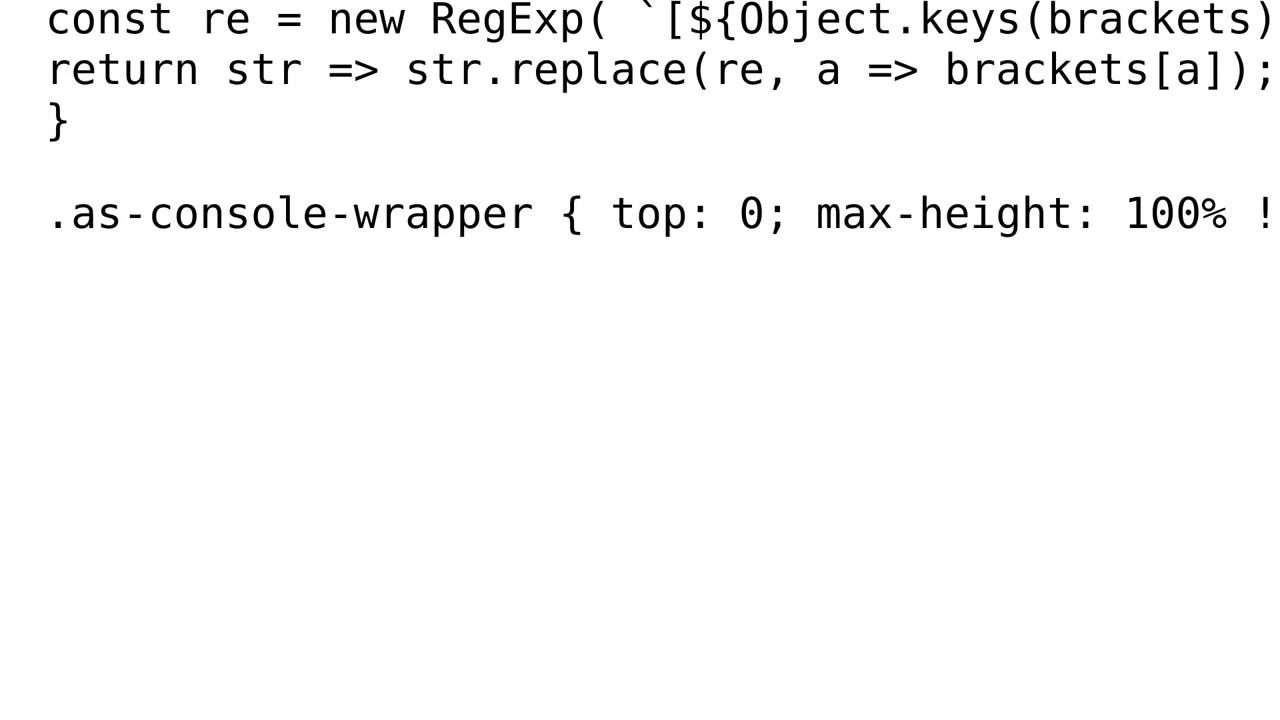 const re = new RegExp( `[${Object.keys(brackets)
return str => str.replace(re, a => brackets[a]);
}
.as-console-wrapper { top: 0; max-height: 100% !